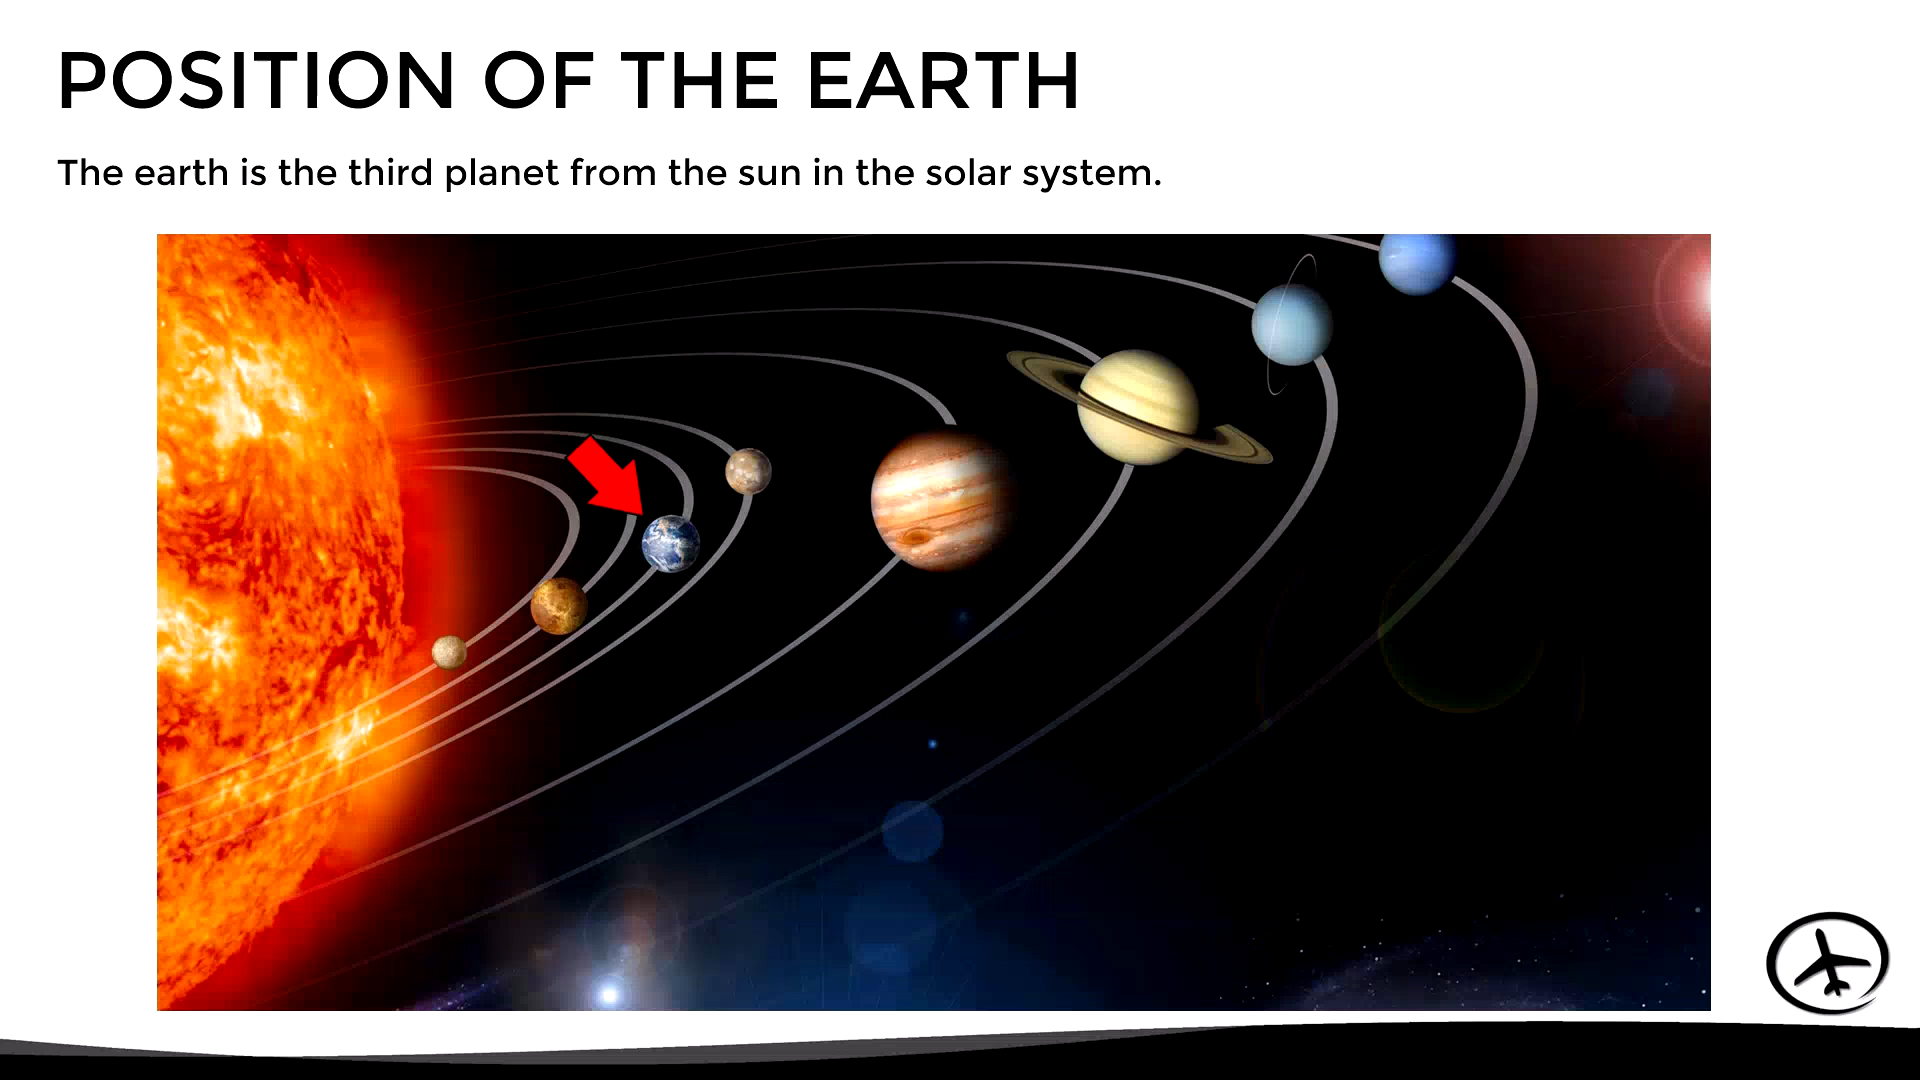 POSITION OF THE EARTH
The earth is the third planet from the sun in the solar system.